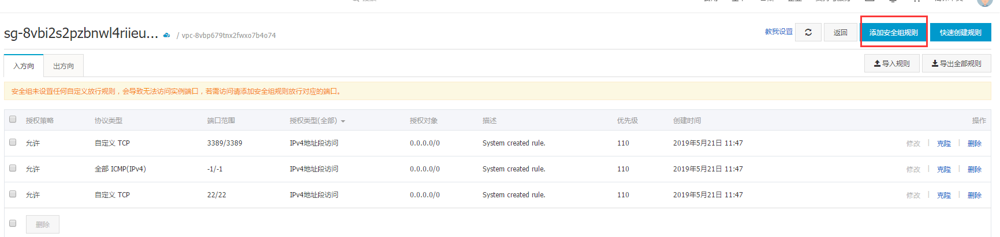 sg-8vbi2s2pzbnwl4riieu... / vpc-8vbp679tnx2fwxo7b4o74 教我设置 返回 添加安全组规则 快速创建规则
入方向 出方向 导入规则 导出全部规则
安全组未设置任何自定义放行规则，会导致无法访问实例端口，若需访问请添加安全组规则放行对应的端口。
授权策略 协议类型 端口范围 授权类型(全部) 授权对象 描述 优先级 创建时间 操作
允许 自定义 TCP 3389/3389 IPv4地址段访问 0.0.0.0/0 System created rule. 110 2019年5月21日 11:47 修改 | 克隆 | 删除
允许 全部 ICMP(IPv4) -1/-1 IPv4地址段访问 0.0.0.0/0 System created rule. 110 2019年5月21日 11:47 修改 | 克隆 | 删除
允许 自定义 TCP 22/22 IPv4地址段访问 0.0.0.0/0 System created rule. 110 2019年5月21日 11:47 修改 | 克隆 | 删除
删除